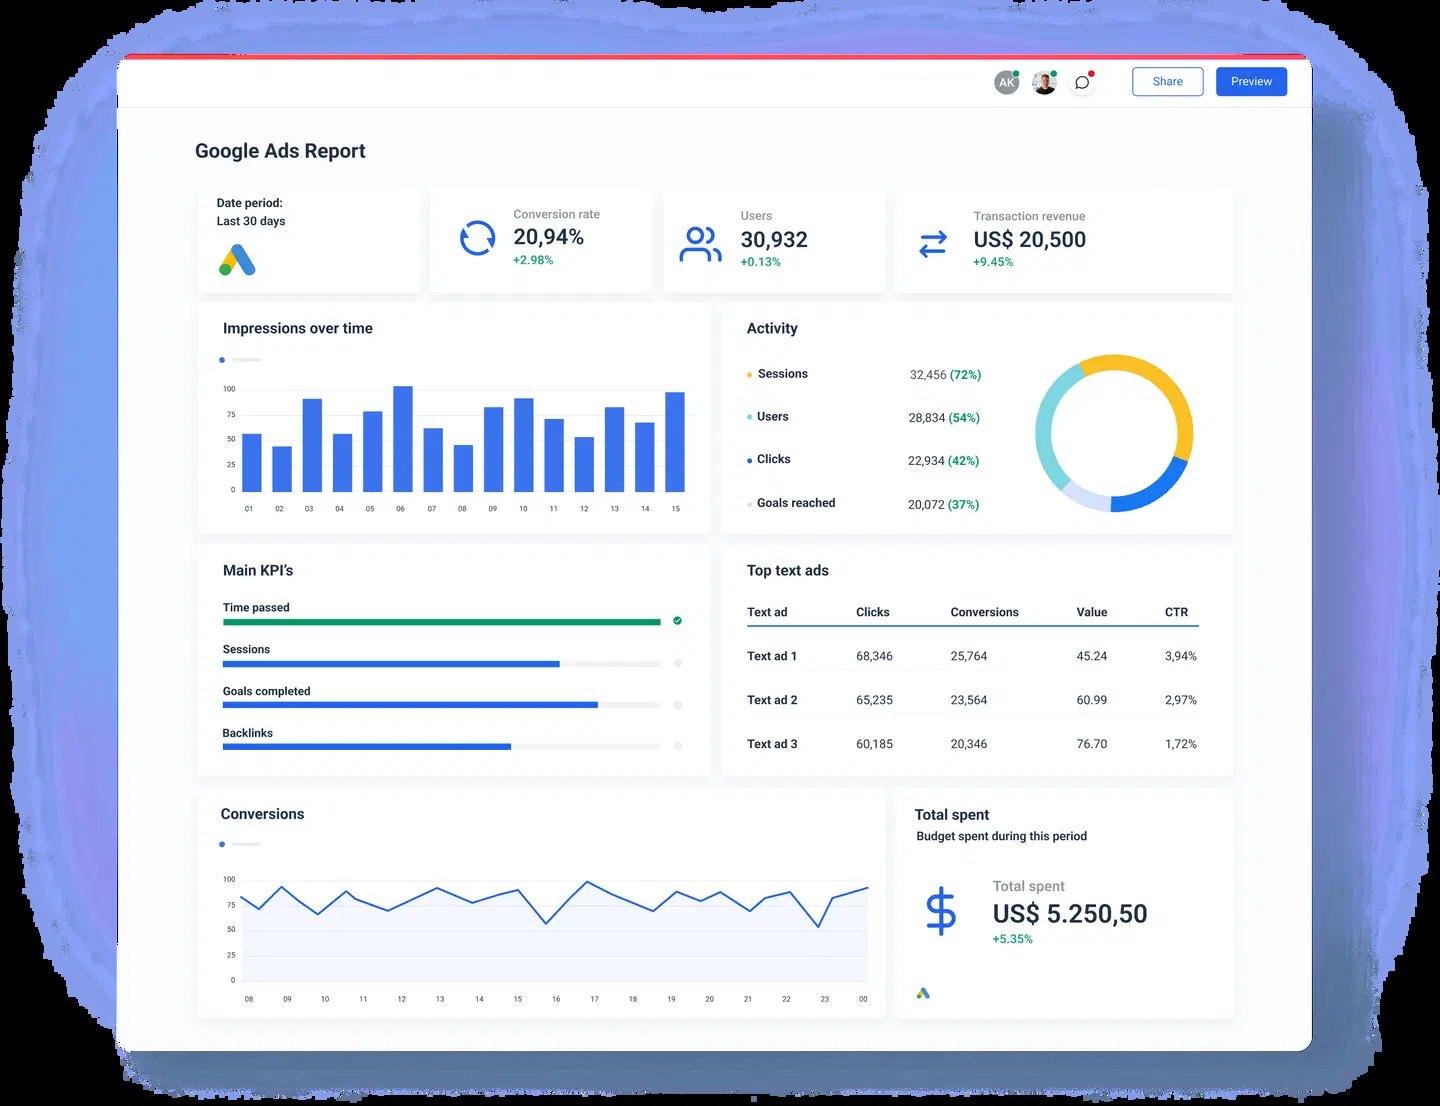 AK
Share
Preview
Google Ads Report
Date period:
Last 30 days
Conversion rate
20,94%
+2.98%
Users
30,932
+0.13%
Transaction revenue
US$ 20,500
+9.45%
Impressions over time
100
75
50
25
0
01 02 03 04 05 06 07 08 09 10 11 12 13 14 15
Activity
Sessions 32,456 (72%)
Users 28,834 (54%)
Clicks 22,934 (42%)
Goals reached 20,072 (37%)
Main KPI's
Time passed
Sessions
Goals completed
Backlinks
Top text ads
Text ad Clicks Conversions Value CTR
Text ad 1 68,346 25,764 45.24 3,94%
Text ad 2 65,235 23,564 60.99 2,97%
Text ad 3 60,185 20,346 76.70 1,72%
Conversions
100
75
50
25
0
08 09 10 11 12 13 14 15 16 17 18 19 20 21 22 23 00
Total spent
Budget spent during this period
Total spent
US$ 5.250,50
+5.35%